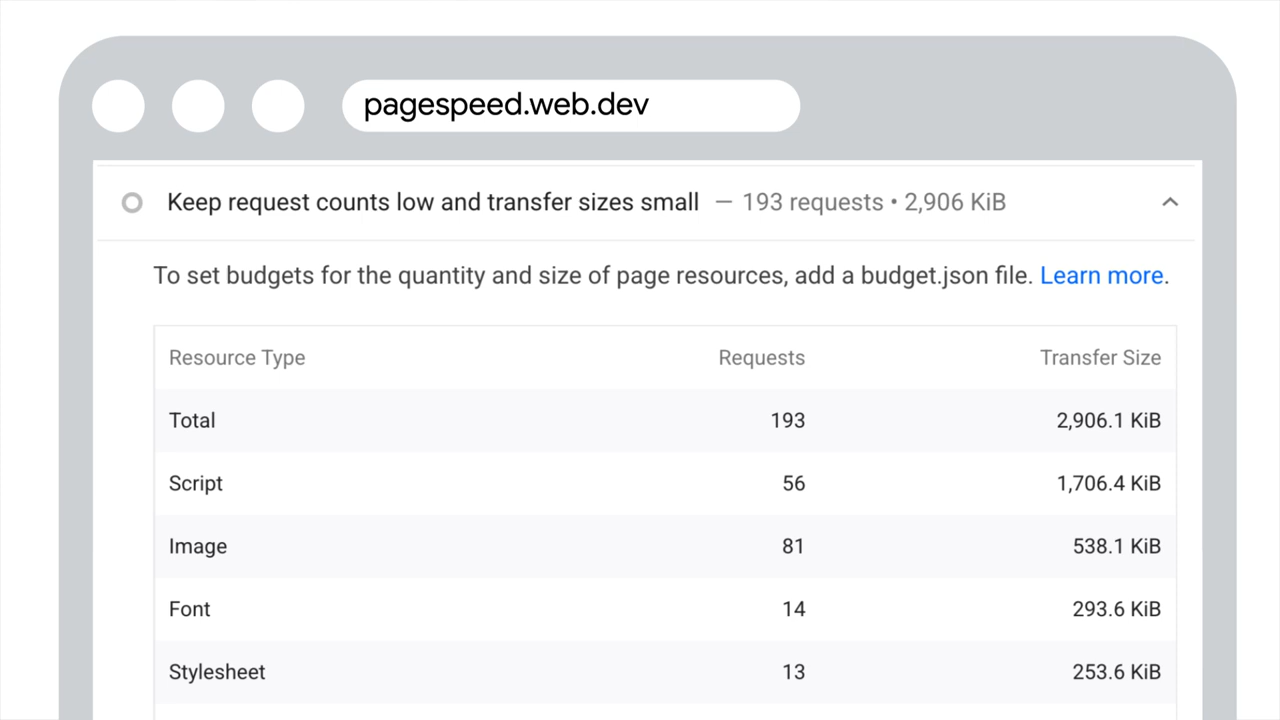 pagespeed.web.dev
Keep request counts low and transfer sizes small — 193 requests • 2,906 KiB
To set budgets for the quantity and size of page resources, add a budget.json file. Learn more.
Resource Type Requests Transfer Size
Total 193 2,906.1 KiB
Script 56 1,706.4 KiB
Image 81 538.1 KiB
Font 14 293.6 KiB
Stylesheet 13 253.6 KiB